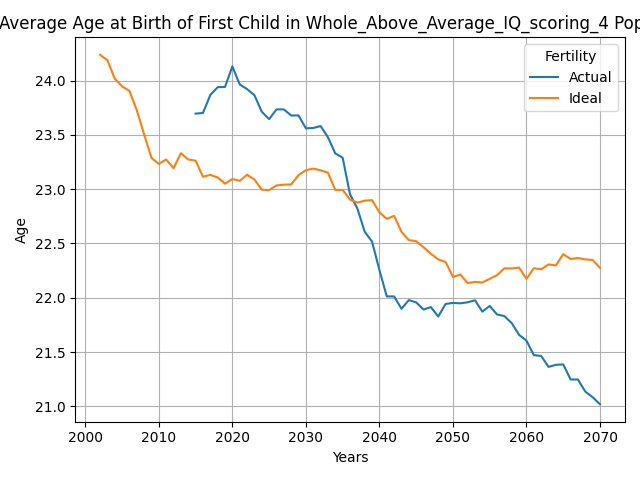 Average Age at Birth of First Child in Whole_Above_Average_IQ_scoring_4 Pop
Fertility
Actual
Ideal
24.0
23.5
23.0
22.5
22.0
21.5
21.0
Age
2000 2010 2020 2030 2040 2050 2060 2070
Years